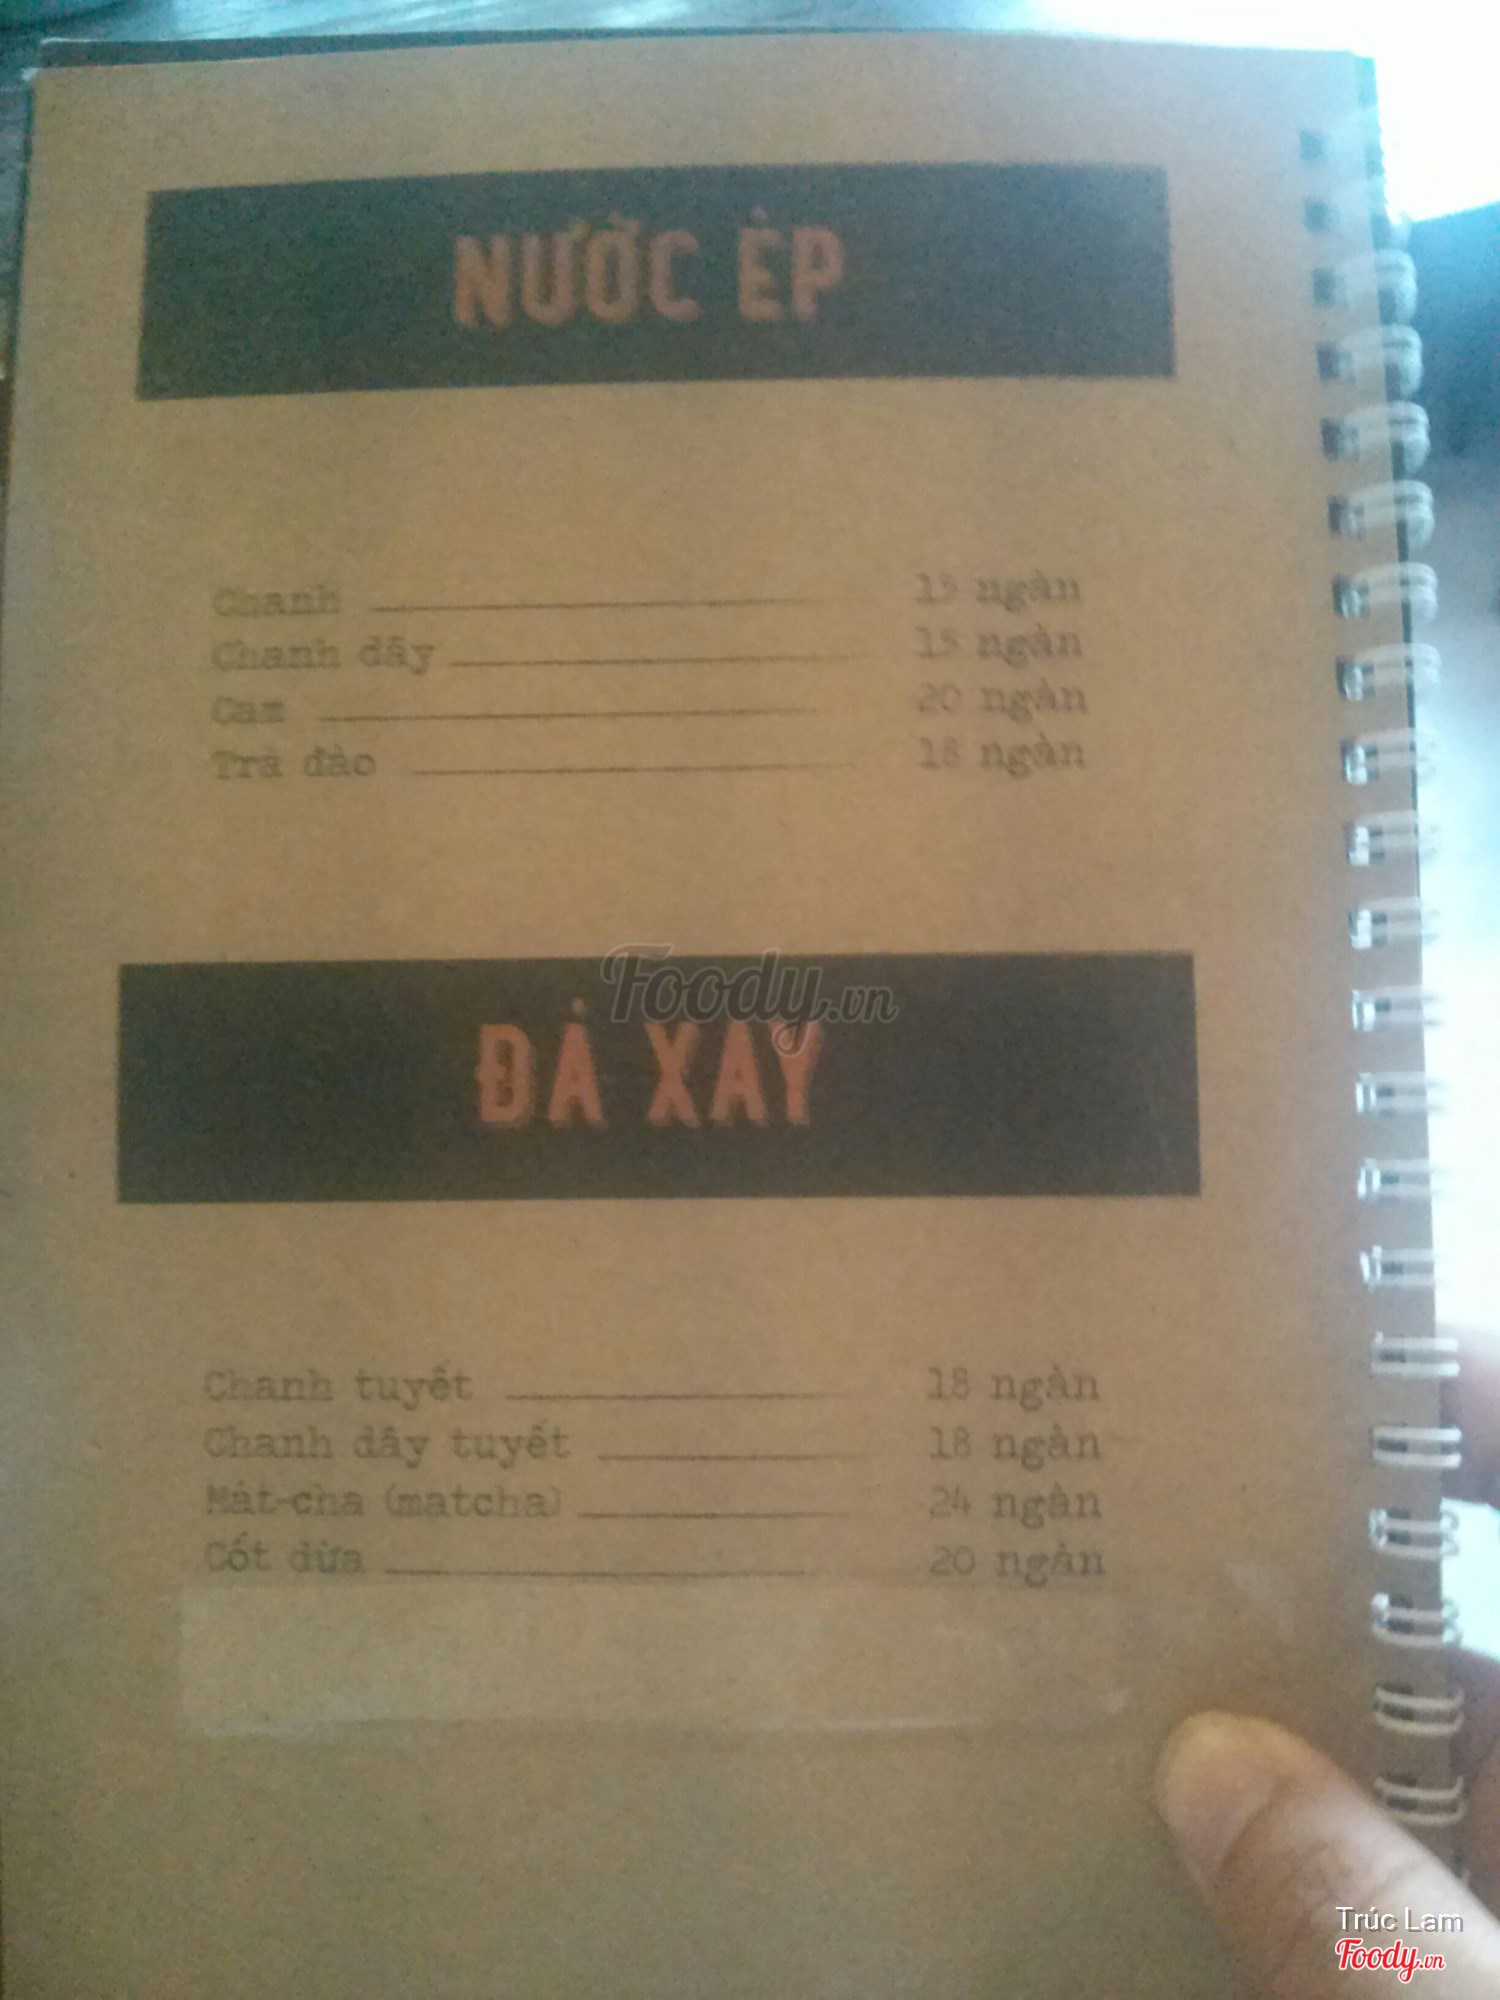 NƯỚC ÉP
Chanh 15 ngàn
Chanh dây 15 ngàn
Cam 20 ngàn
Trà đào 18 ngàn
Foody.vn
ĐÁ XAY
Chanh tuyết 18 ngàn
Chanh dây tuyết 18 ngàn
Mát-cha (matcha) 24 ngàn
Cốt dừa 20 ngàn
Trúc Lam
Foody.vn